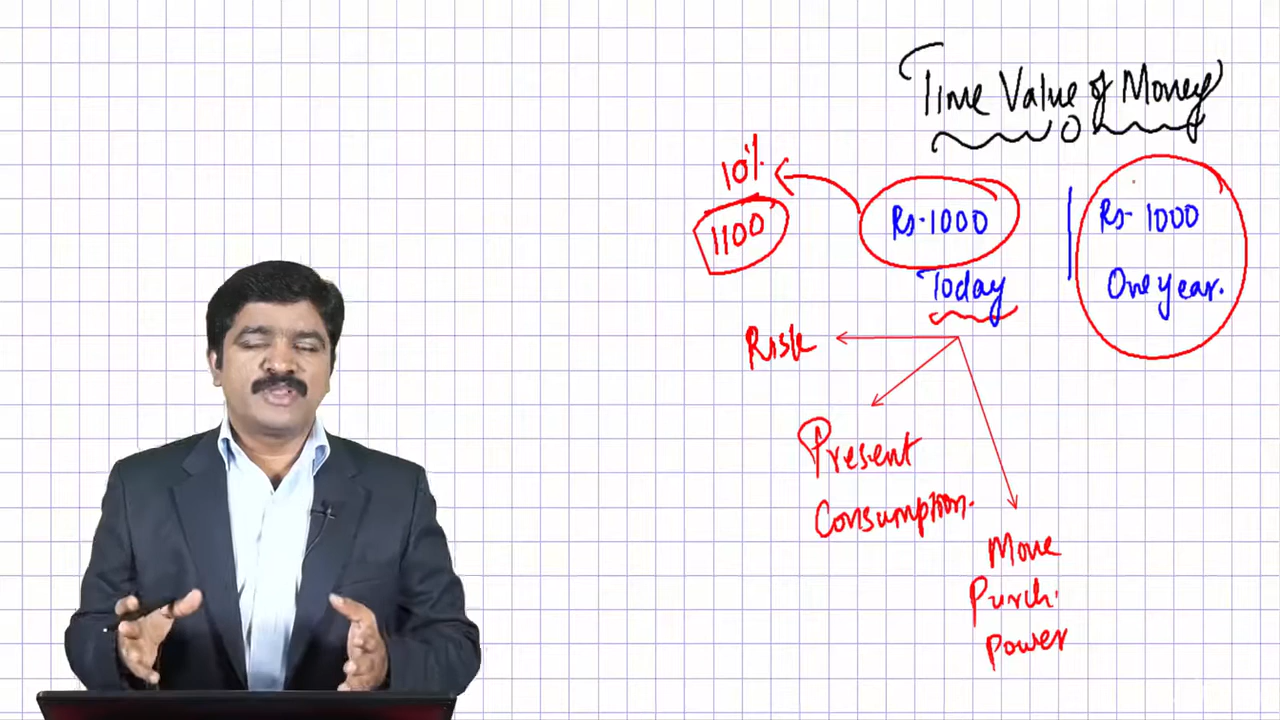 Time Value of Money
10%
1100
Rs-1000
Today
Rs- 1000
One year.
Risk
Present
Consumption.
More
Purch.
power